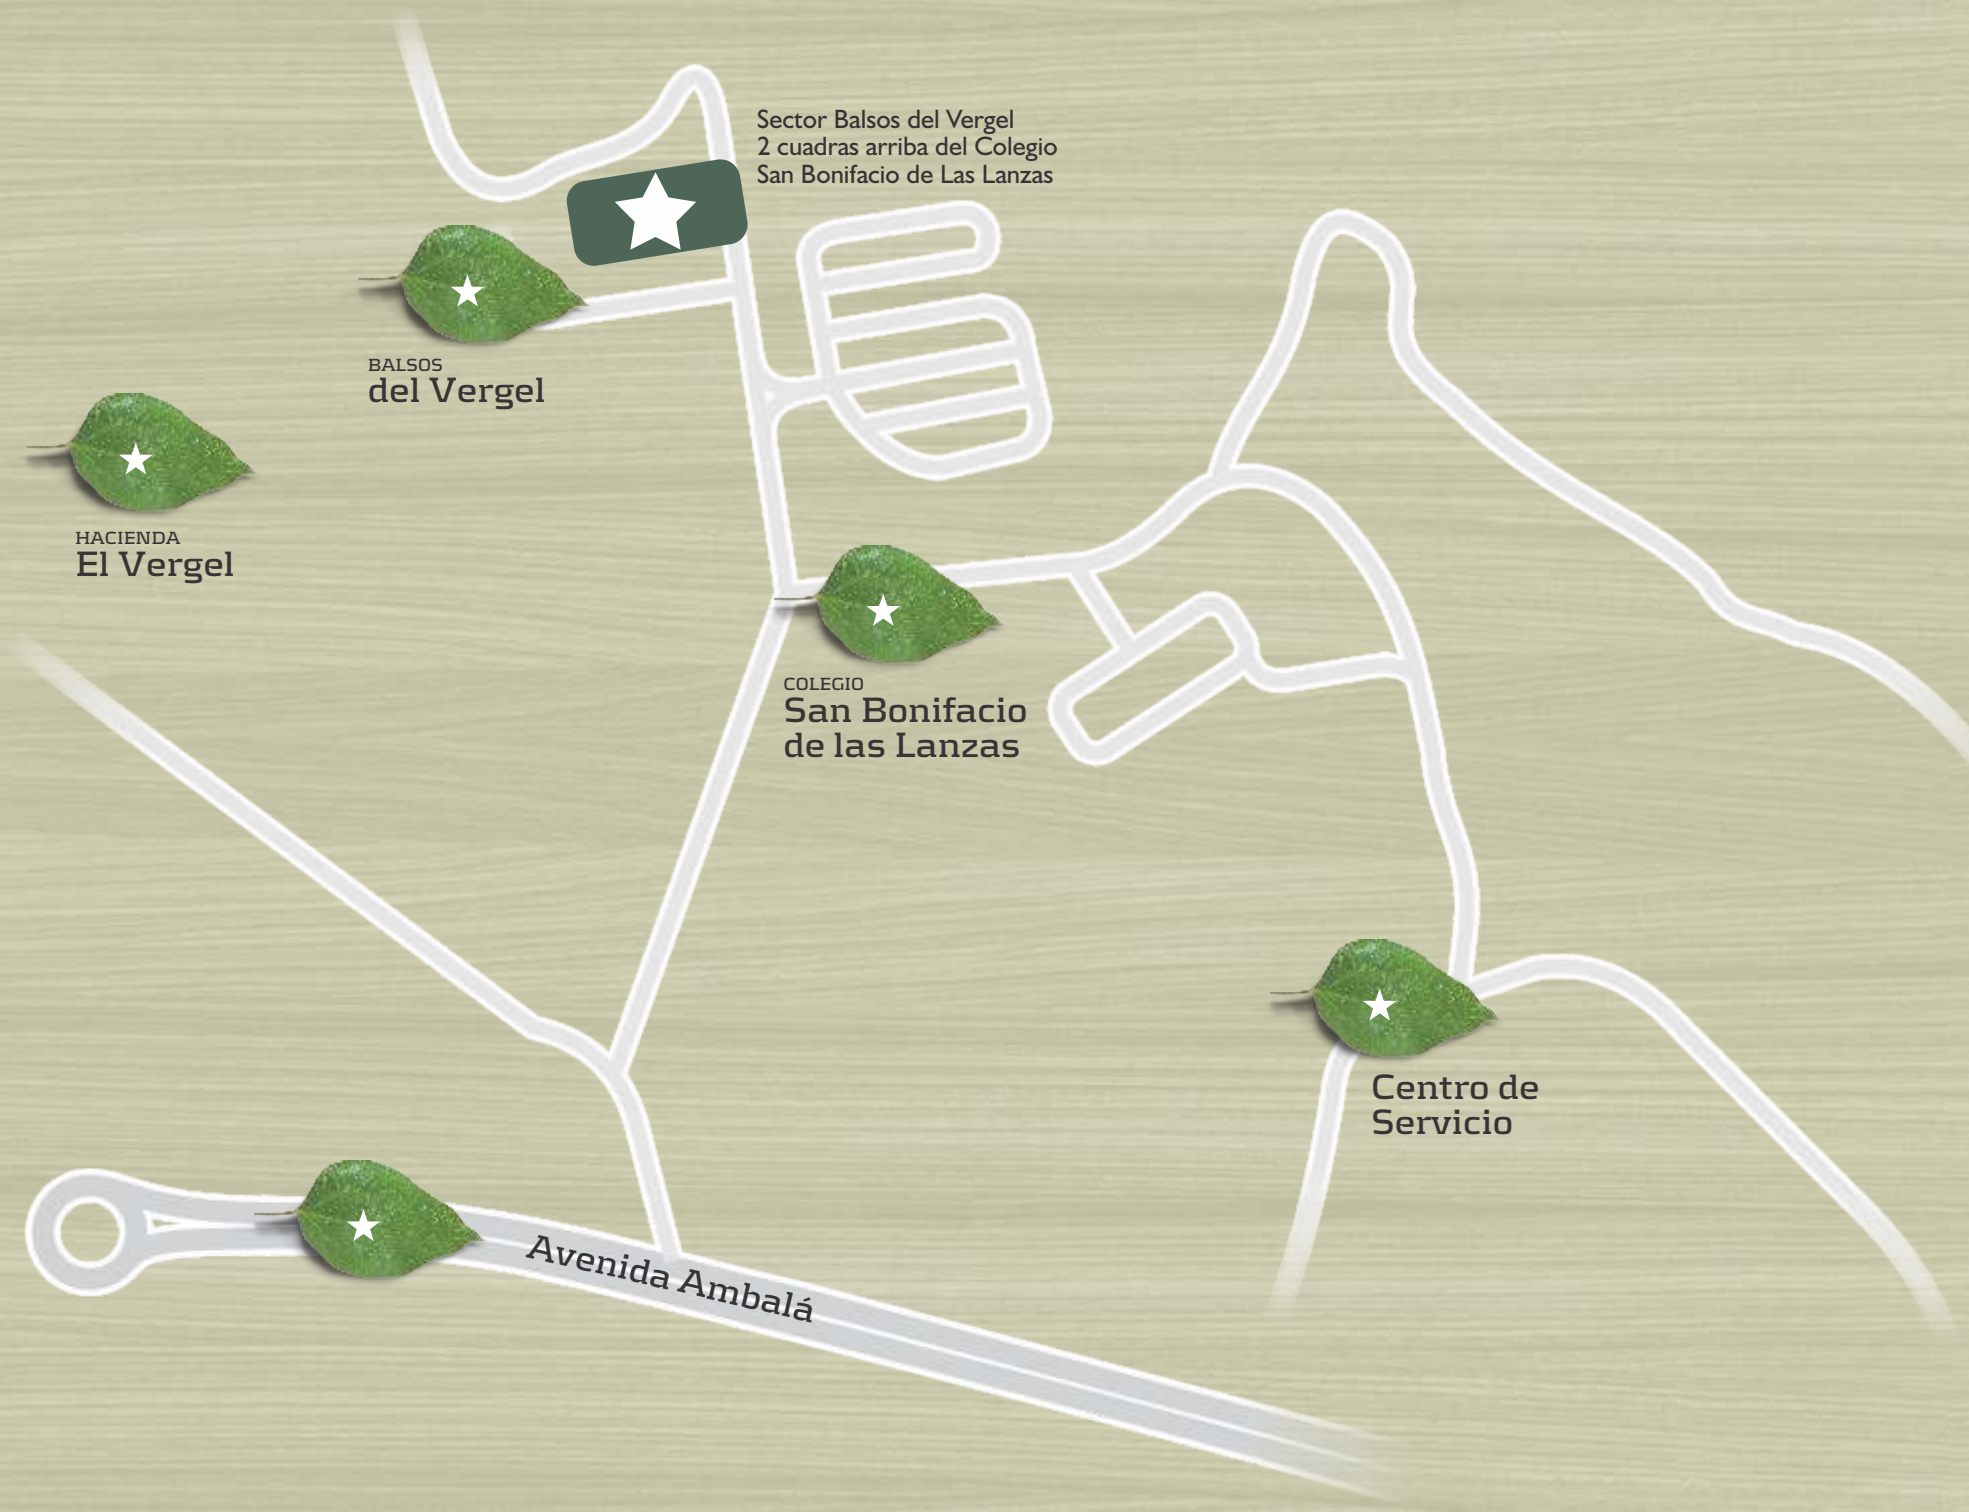 Sector Balsos del Vergel
2 cuadras arriba del Colegio
San Bonifacio de Las Lanzas
BALSOS
del Vergel
HACIENDA
El Vergel
COLEGIO
San Bonifacio
de las Lanzas
Centro de
Servicio
Avenida Ambalá